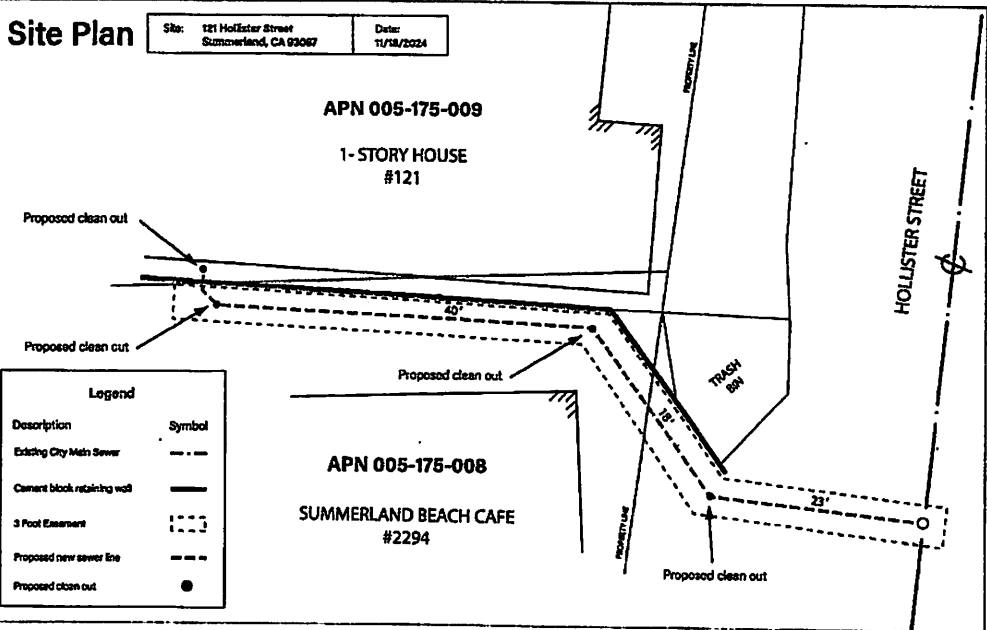 Site Plan
Site: 121 Hollister Street
Summerland, CA 93067
Date:
11/18/2024
PROPERTY LINE
APN 005-175-009
1- STORY HOUSE
#121
HOLLISTER STREET
Proposed clean out
40'
Proposed clean out
Proposed clean out
TRASH
BIN
18'
Legend
Description Symbol
Existing City Main Sewer
Cement block retaining wall
3 Foot Easement
Proposed new sewer line
Proposed clean out
APN 005-175-008
SUMMERLAND BEACH CAFE
#2294
PROPERTY LINE
23'
Proposed clean out